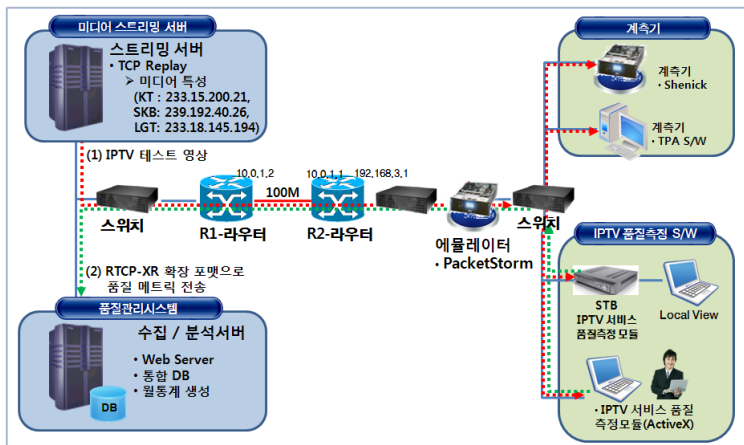 미디어 스트리밍 서버
스트리밍 서버
• TCP Replay
➢ 미디어 특성
(KT : 233.15.200.21,
SKB: 239.192.40.26,
LGT: 233.18.145.194)
(1) IPTV 테스트 영상
스위치
10,0,1,2
R1-라우터
100M
10,0,1,1
192,168,3,1
R2-라우터
에뮬레이터
• PacketStorm
스위치
계측기
계측기
• Shenick
계측기
• TPA S/W
(2) RTCP-XR 확장 포맷으로
품질 메트릭 전송
품질관리시스템
수집 / 분석서버
• Web Server
• 통합 DB
• 월통계 생성
DB
IPTV 품질측정 S/W
STB
IPTV 서비스
품질측정 모듈
Local View
• IPTV 서비스 품질
측정모듈(ActiveX)